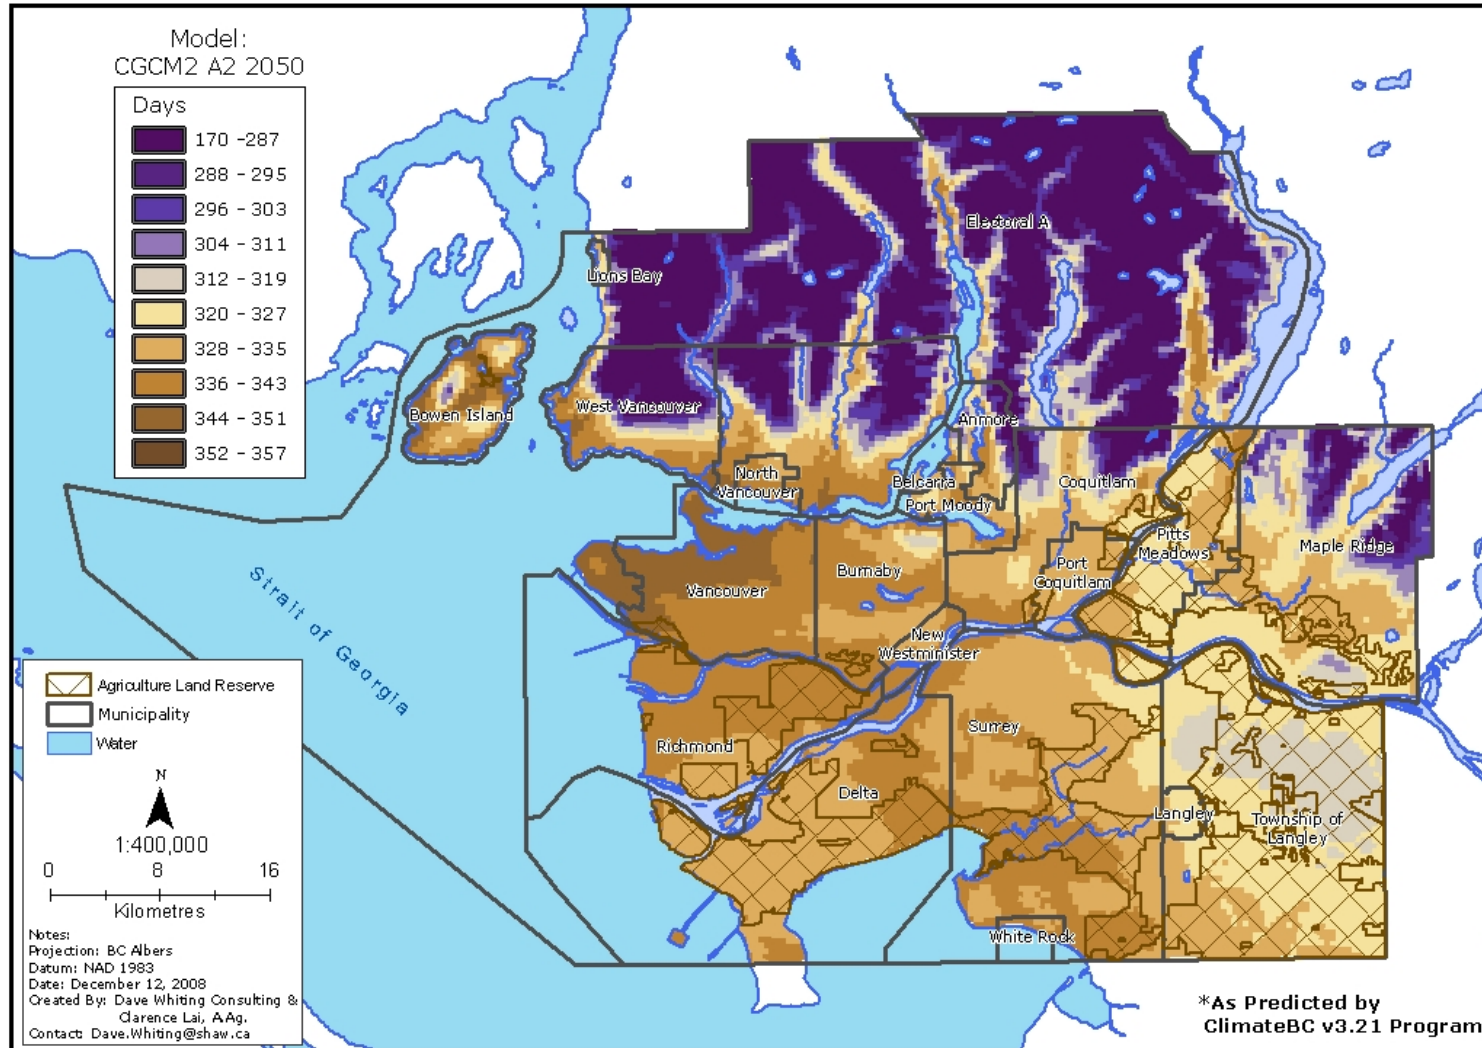 Model:
CGCM2 A2 2050
Days
170 -287
288 - 295
296 - 303
304 - 311
312 - 319
320 - 327
328 - 335
336 - 343
344 - 351
352 - 357
Electoral A
Lions Bay
Bowen Island
West Vancouver
Anmore
North
Vancouver
Belcarra
Port Moody
Coquitlam
Pitts
Meadows
Maple Ridge
Port
Coquitlam
Burnaby
Vancouver
New
Westminister
Strait of Georgia
Richmond
Surrey
Delta
Langley
Township of
Langley
White Rock
Agriculture Land Reserve
Municipality
Water
N
1:400,000
0 8 16
Kilometres
Notes:
Projection: BC Albers
Datum: NAD 1983
Date: December 12, 2008
Created By: Dave Whiting Consulting &
Clarence Lai, A.Ag.
Contact: Dave.Whiting@shaw.ca
*As Predicted by
ClimateBC v3.21 Program